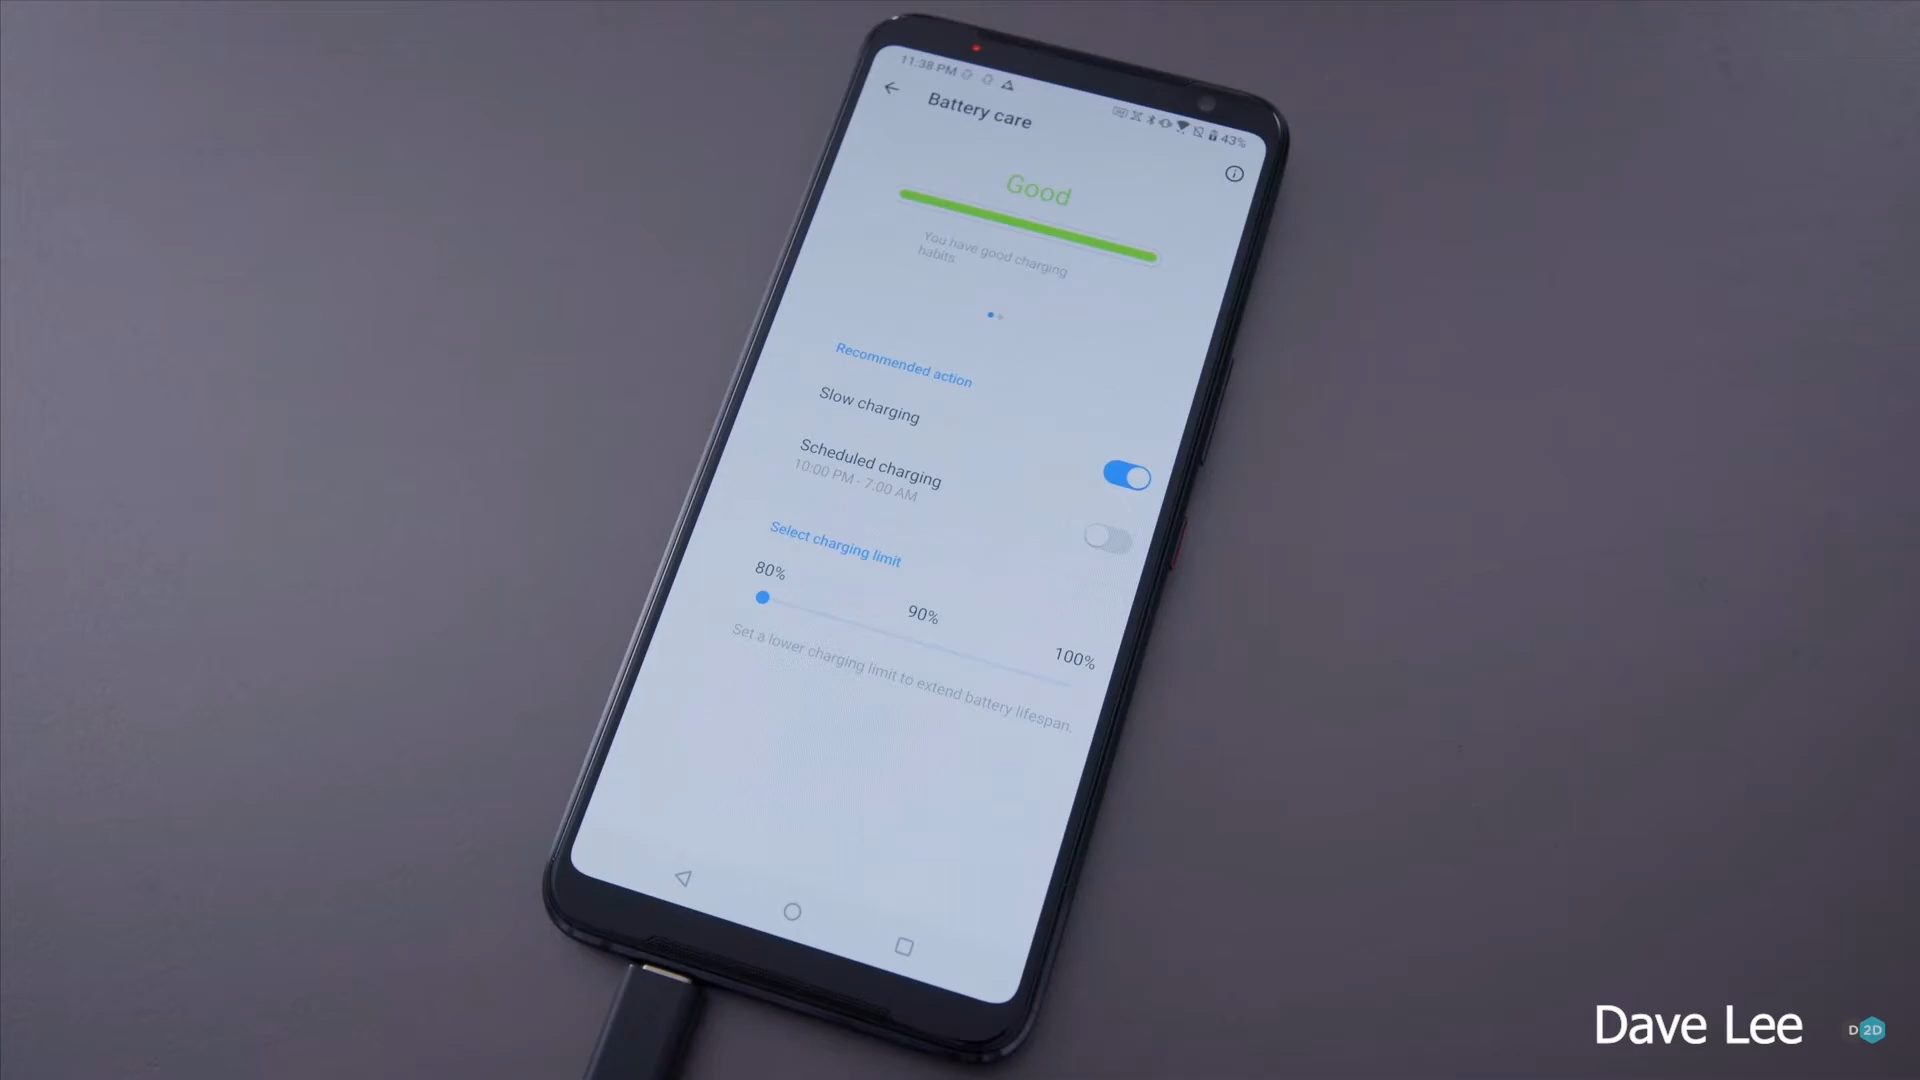 11:38 PM
43%
Battery care
Good
You have good charging
habits
Recommended action
Slow charging
Scheduled charging
10:00 PM - 7:00 AM
Select charging limit
80%
90%
100%
Set a lower charging limit to extend battery lifespan.
Dave Lee
D2D